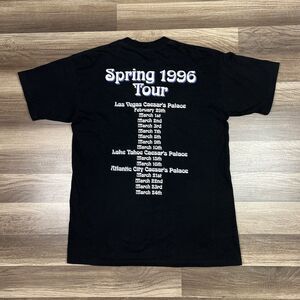 Spring 1996
Tour
Las Vegas Caesar's Palace
February 29th
March 1st
March 2nd
March 3rd
March 7th
March 8th
March 9th
March 10th
Lake Tahoe Caesar's Palace
March 15th
March 16th
Atlantic City Caesar's Palace
March 21st
March 22nd
March 23rd
March 24th